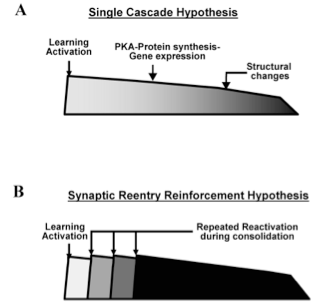 A
Single Cascade Hypothesis
Learning
Activation
PKA-Protein synthesis-
Gene expression
Structural
changes
B
Synaptic Reentry Reinforcement Hypothesis
Learning
Activation
Repeated Reactivation
during consolidation